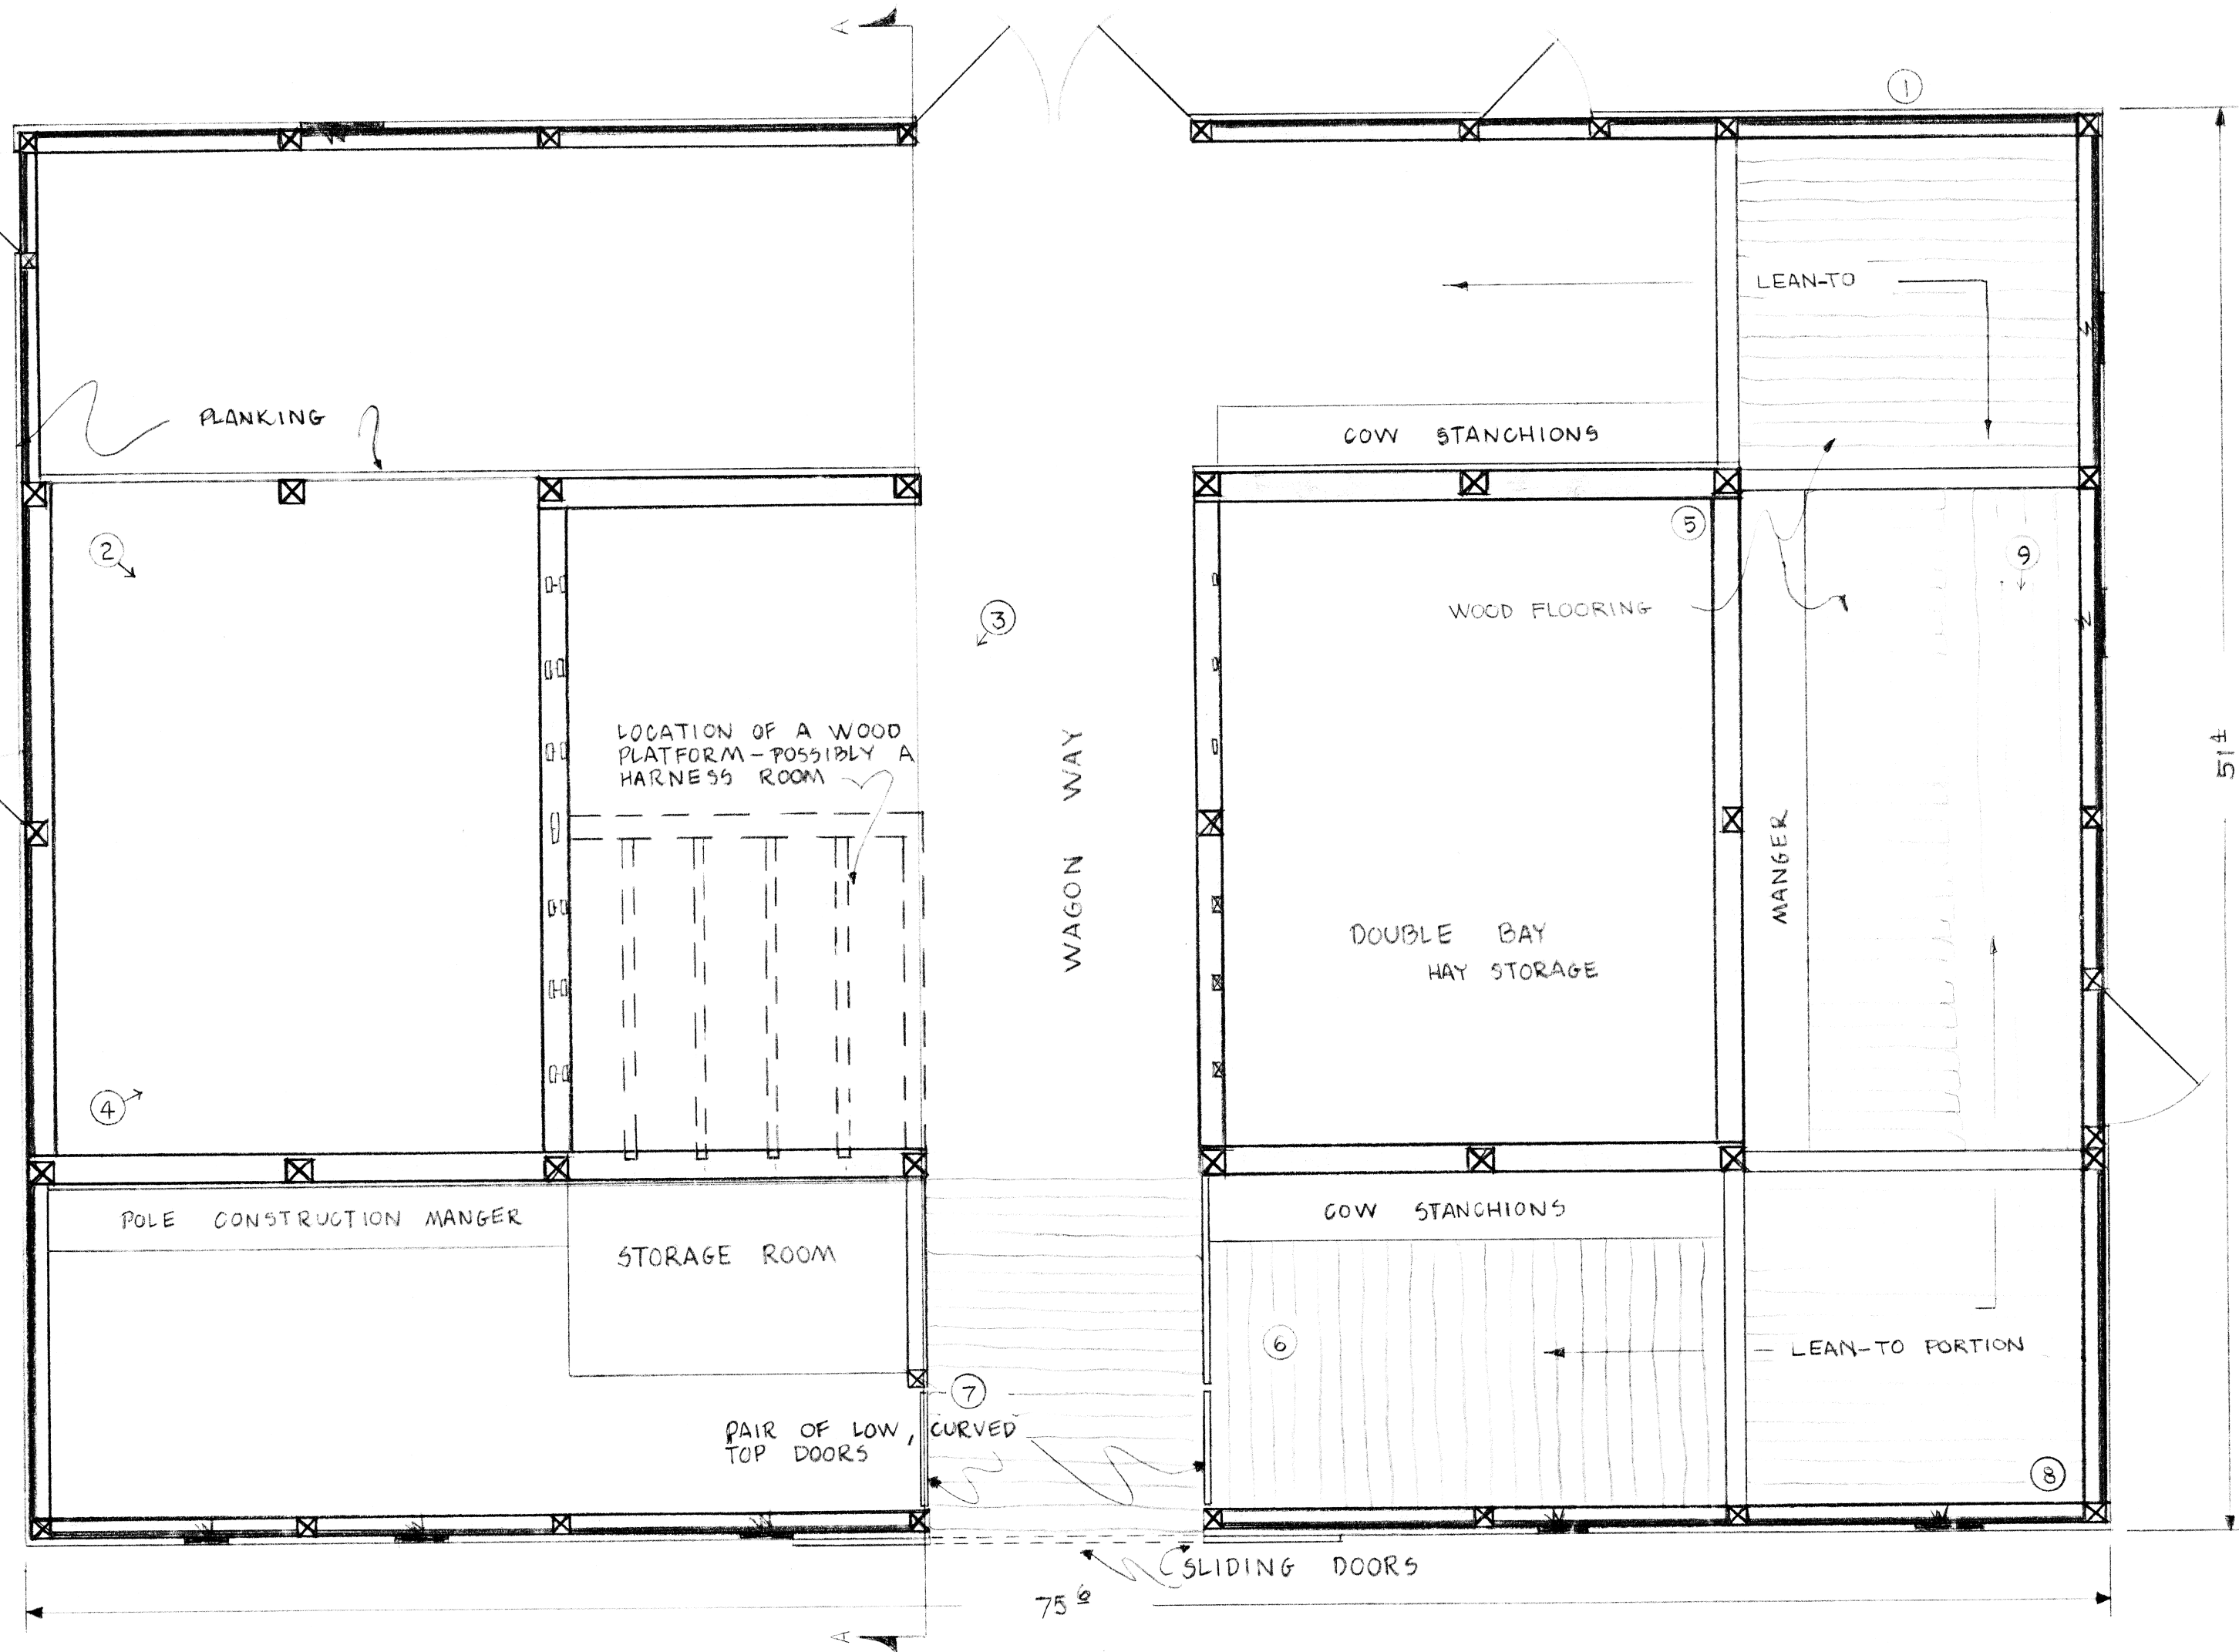 A
1
LEAN-TO
PLANKING
COW STANCHIONS
2
5
9
3
WOOD FLOORING
LOCATION OF A WOOD
PLATFORM - POSSIBLY A
HARNESS ROOM
WAGON WAY
MANGER
51±
DOUBLE BAY
HAY STORAGE
4
POLE CONSTRUCTION MANGER
STORAGE ROOM
COW STANCHIONS
6
LEAN-TO PORTION
7
PAIR OF LOW, CURVED
TOP DOORS
8
SLIDING DOORS
75 6
A